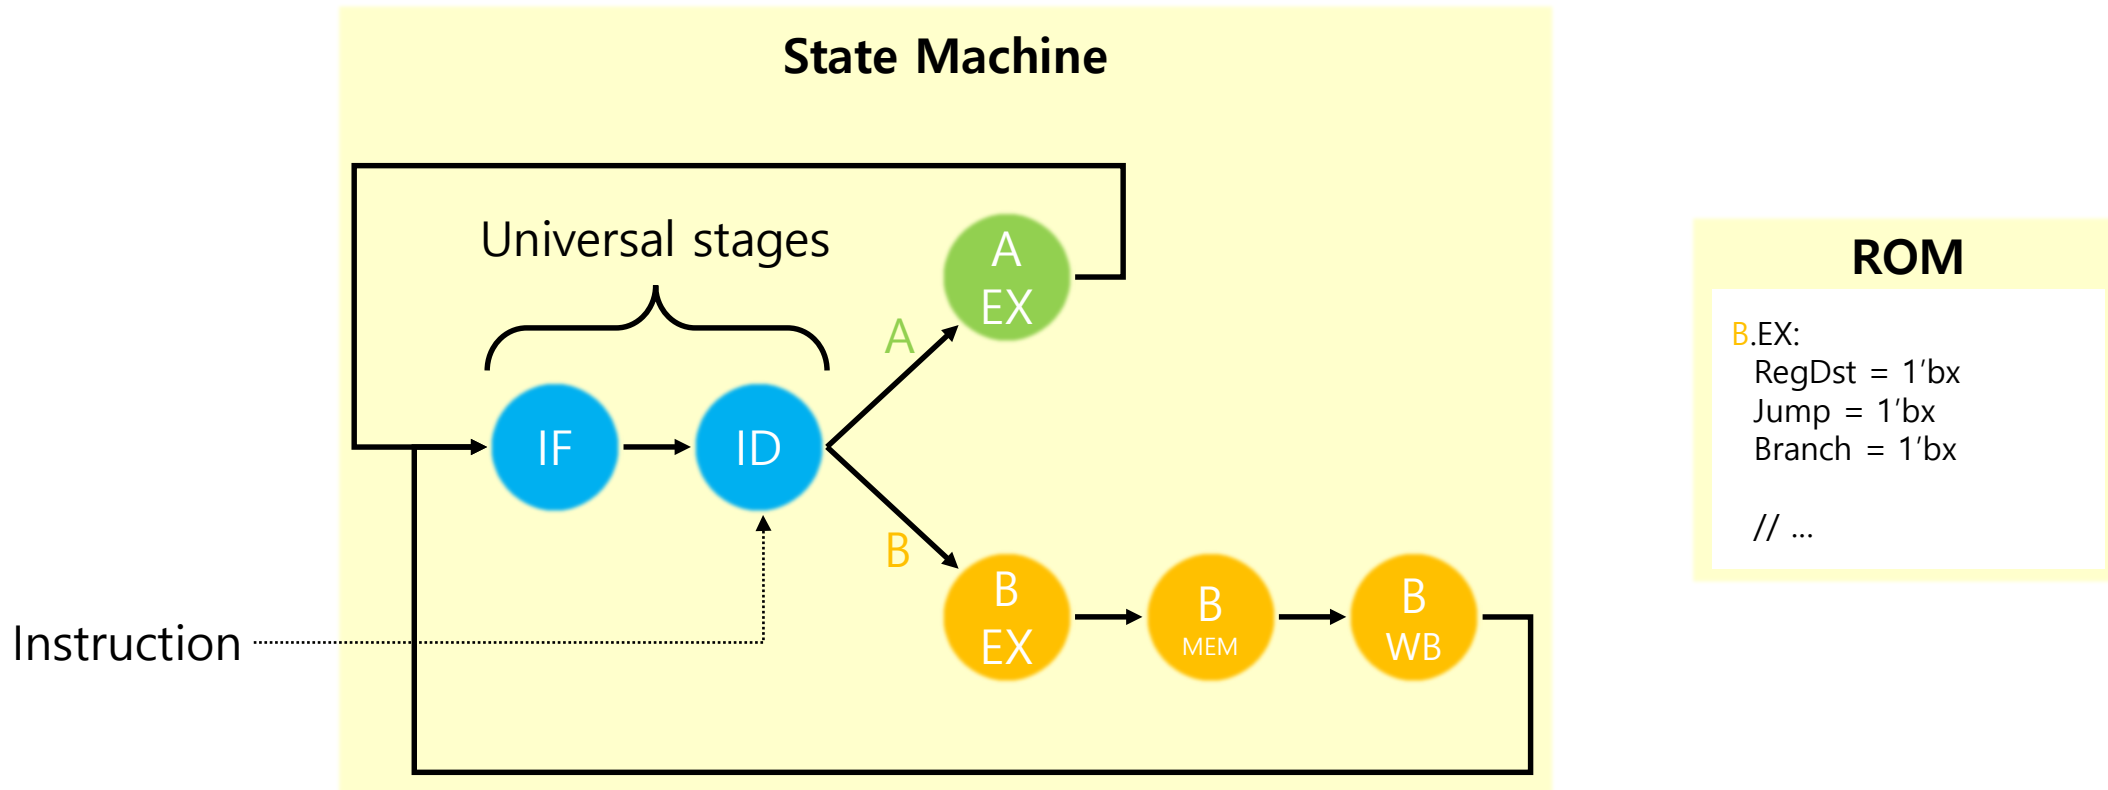 State Machine
Universal stages
A
EX
A
IF
ID
B
B
EX
B
MEM
B
WB
Instruction
ROM
B.EX:
RegDst = 1’bx
Jump = 1’bx
Branch = 1’bx
// ...